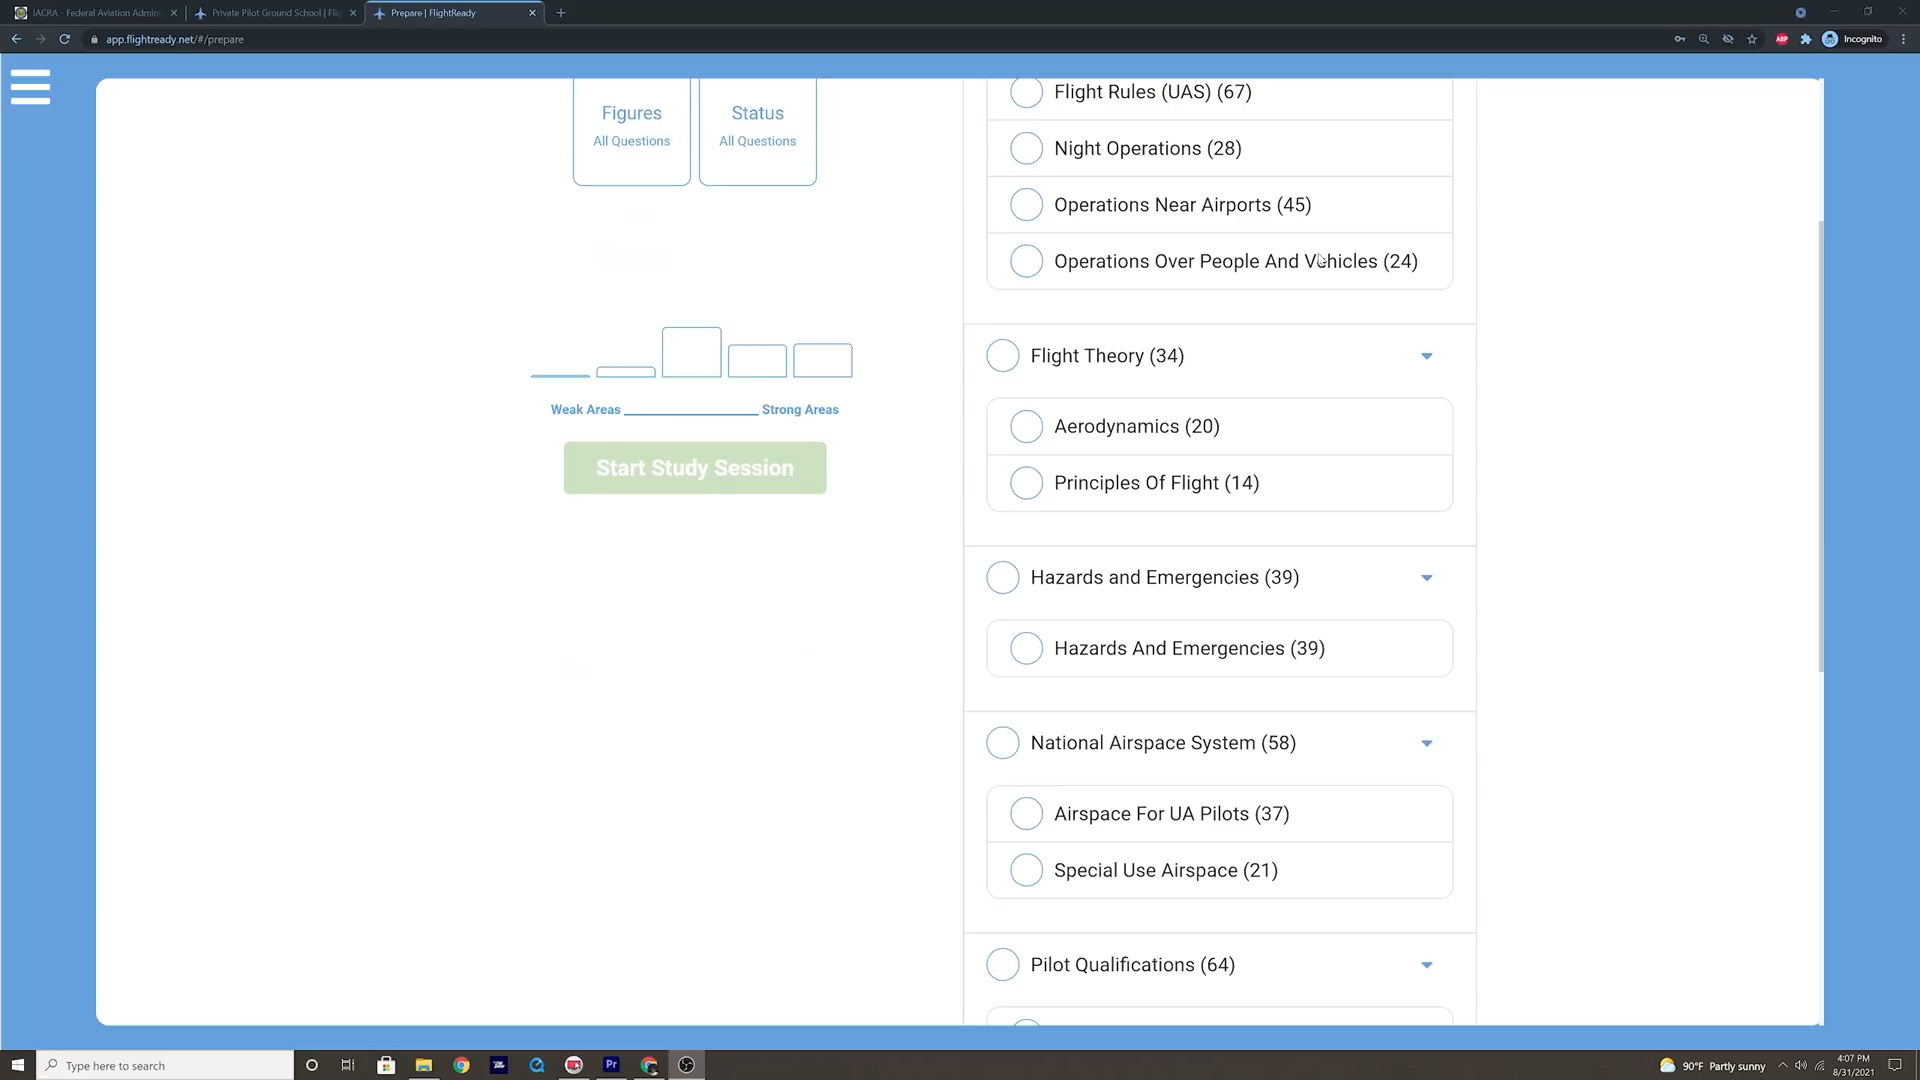 IACRA - Federal Aviation Admin
Private Pilot Ground School | Flig
Prepare | FlightReady
app.flightready.net/#/prepare
ABP
Incognito
Figures
All Questions
Status
All Questions
Weak Areas
Strong Areas
Start Study Session
Flight Rules (UAS) (67)
Night Operations (28)
Operations Near Airports (45)
Operations Over People And Vehicles (24)
Flight Theory (34)
Aerodynamics (20)
Principles Of Flight (14)
Hazards and Emergencies (39)
Hazards And Emergencies (39)
National Airspace System (58)
Airspace For UA Pilots (37)
Special Use Airspace (21)
Pilot Qualifications (64)
Type here to search
Pr
90°F Partly sunny
4:07 PM
8/31/2021